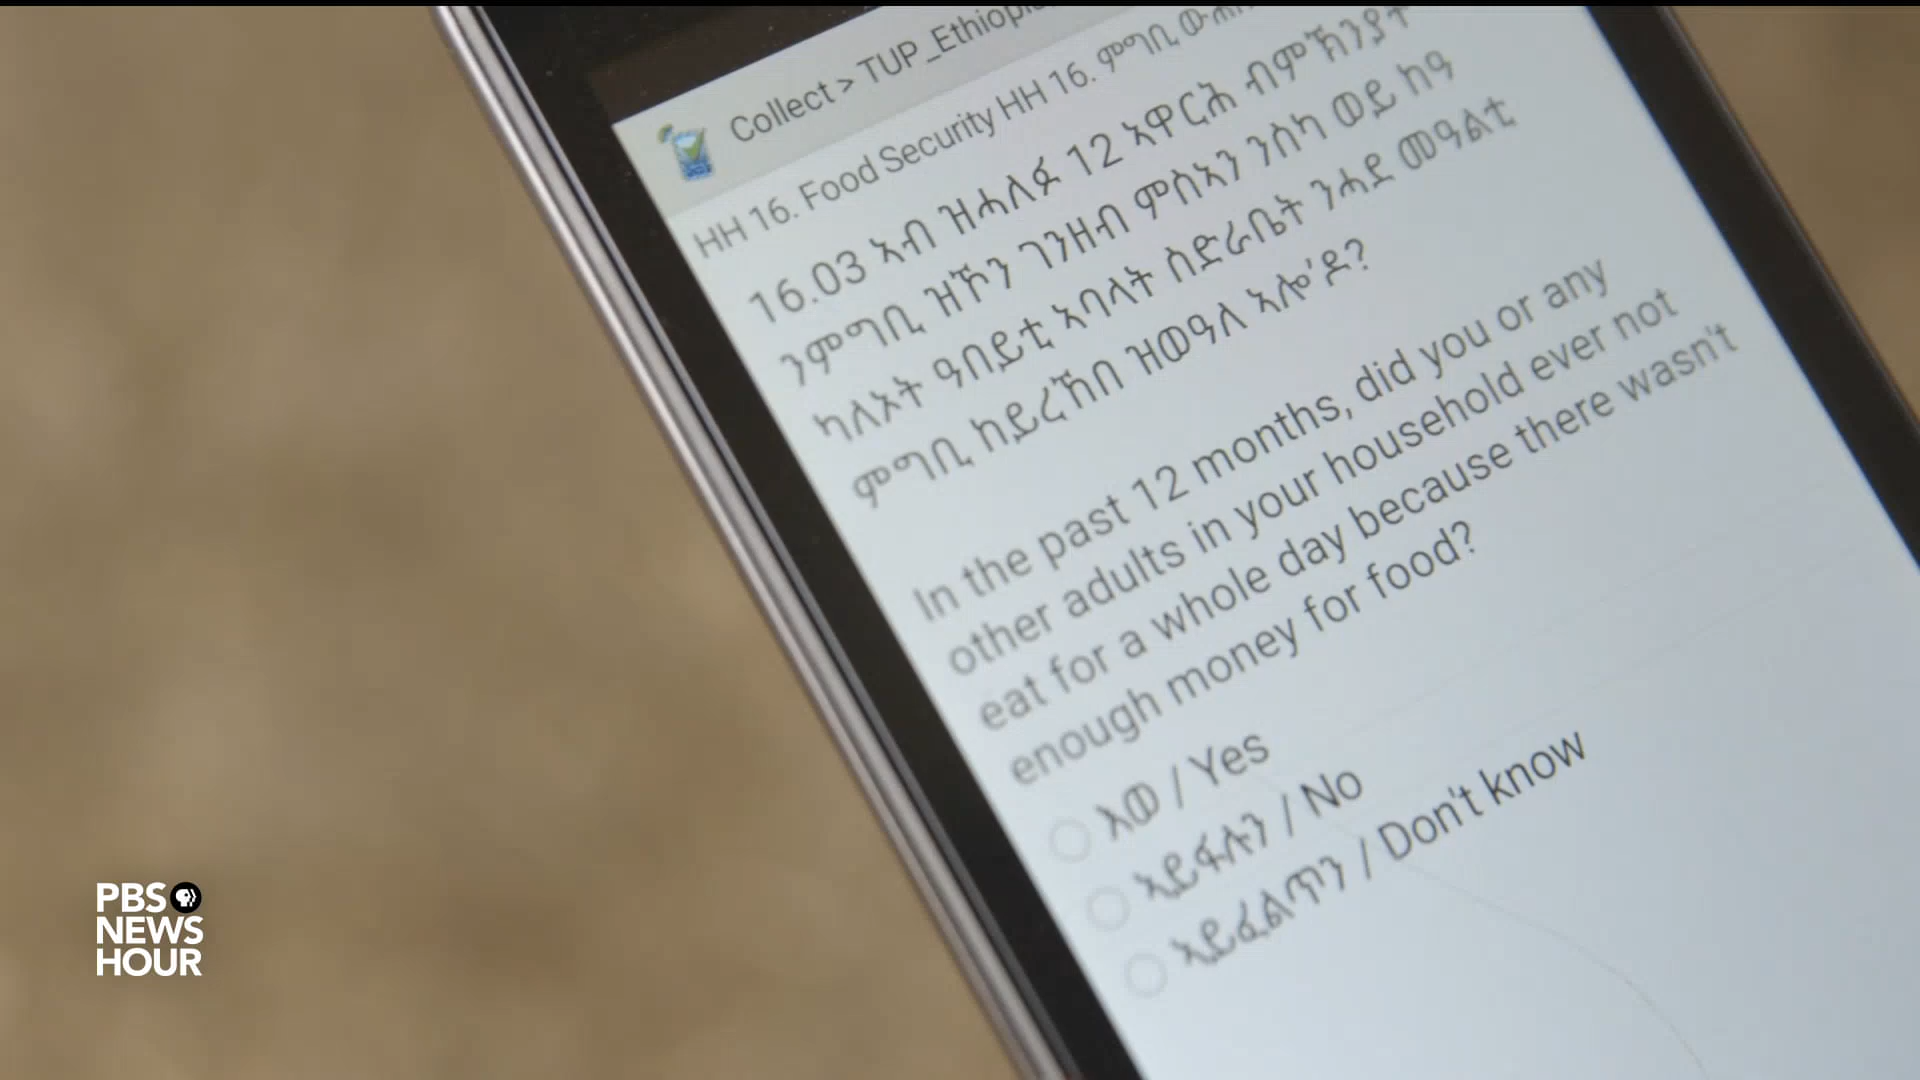 Collect > TUP_Ethiopia
HH 16. Food Security HH 16. ምግቢ
16.03 ኣብ ዝሓለፉ 12 ኣዋርሕ ብምኽንያት
ንምግቢ ዝኾን ገንዘብ ምስኣን ንስካ ወይ ከዓ
ካለኦት ዓበይቲ ኣባላት ስድራቤት ንሓደ መዓልቲ
ምግቢ ከይረኸበ ዝወዓለ ኣሎ'ዶ?
In the past 12 months, did you or any
other adults in your household ever not
eat for a whole day because there wasn't
enough money for food?
እወ / Yes
ኣይፋሉን / No
ኣይፈልጥን / Don't know
PBS
NEWS
HOUR